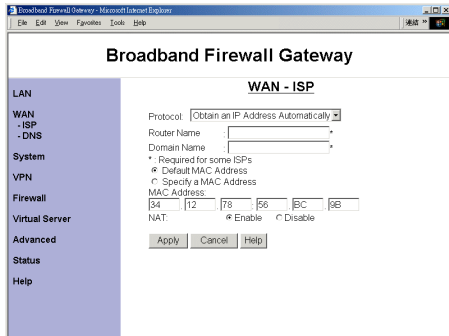 Broadband Firewall Gateway - Microsoft Internet Explorer
File Edit View Favorites Tools Help
連結 »
Broadband Firewall Gateway
LAN
WAN
- ISP
- DNS
System
VPN
Firewall
Virtual Server
Advanced
Status
Help
WAN - ISP
Protocol: Obtain an IP Address Automatically
Router Name : *
Domain Name : *
* : Required for some ISPs
Default MAC Address
Specify a MAC Address
MAC Address:
34 . 12 . 78 . 56 . BC . 9B
NAT: Enable Disable
Apply Cancel Help